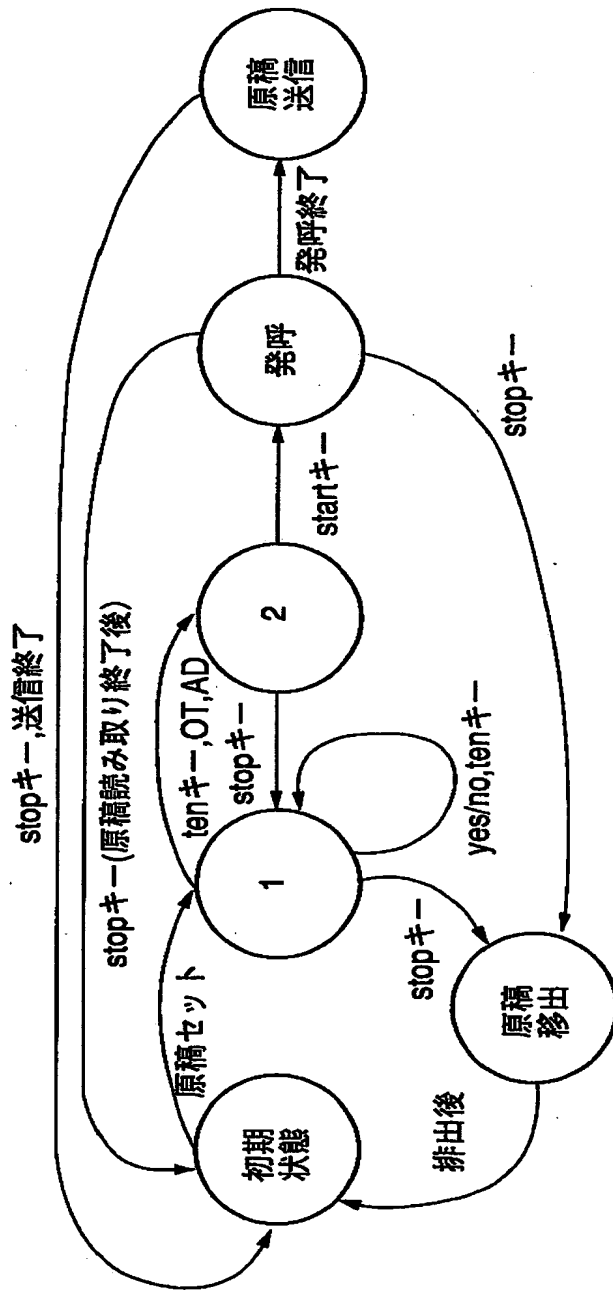 stopキー,送信終了
stopキー(原稿読み取り終了後)
原稿セット
tenキー,OT,AD
stopキー
初期
状態
1
2
startキー
発呼
発呼終了
原稿
送信
yes/no,tenキー
stopキー
stopキー
排出後
原稿
移出